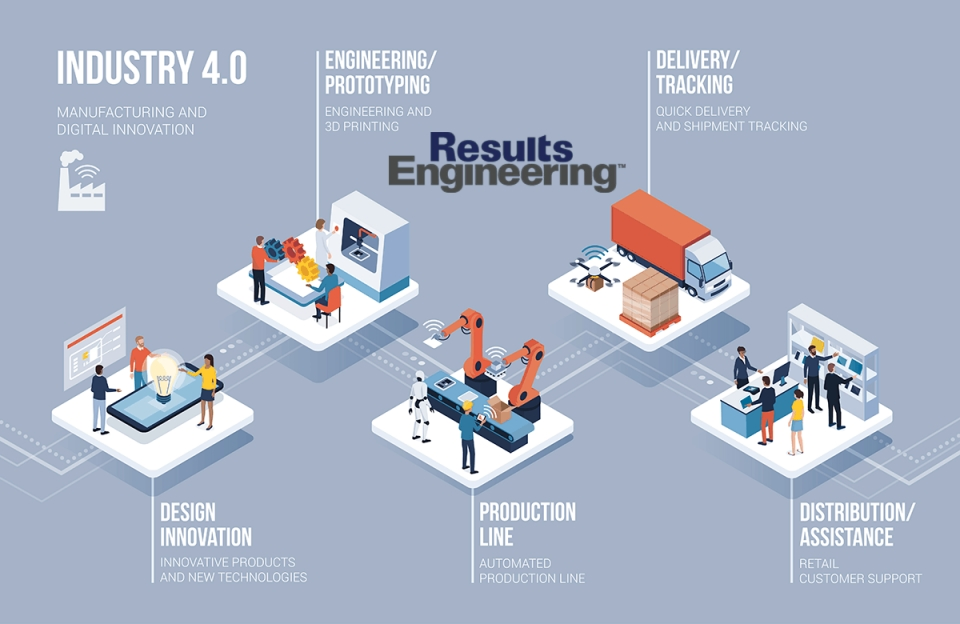 INDUSTRY 4.0
MANUFACTURING AND
DIGITAL INNOVATION
ENGINEERING/
PROTOTYPING
ENGINEERING AND
3D PRINTING
DELIVERY/
TRACKING
QUICK DELIVERY
AND SHIPMENT TRACKING
Results
Engineering™
DESIGN
INNOVATION
INNOVATIVE PRODUCTS
AND NEW TECHNOLOGIES
PRODUCTION
LINE
AUTOMATED
PRODUCTION LINE
DISTRIBUTION/
ASSISTANCE
RETAIL
CUSTOMER SUPPORT